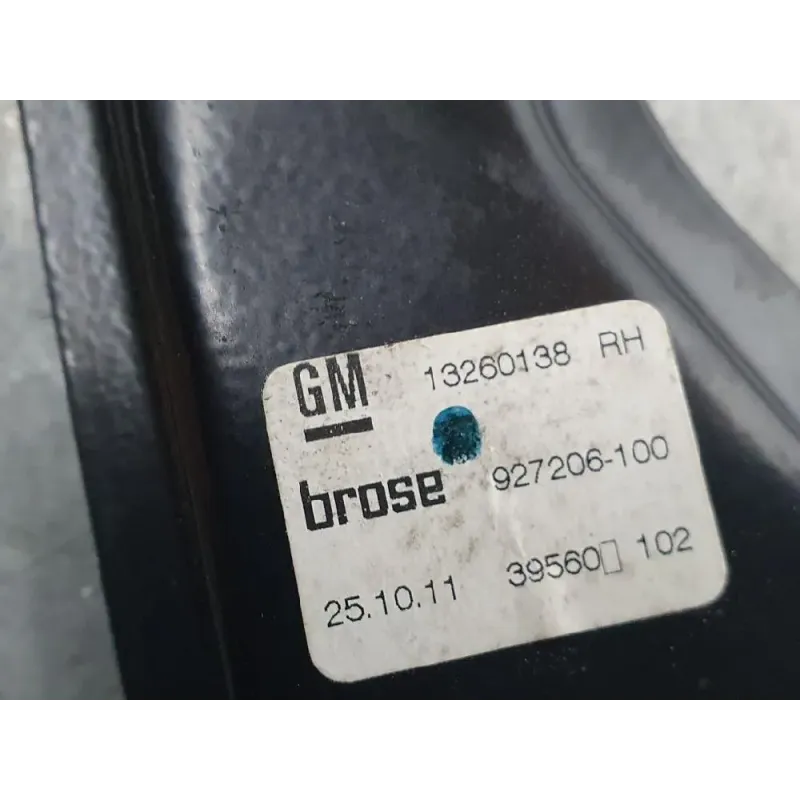 GM 13260138 RH
brose 927206-100
25.10.11 39560□ 102